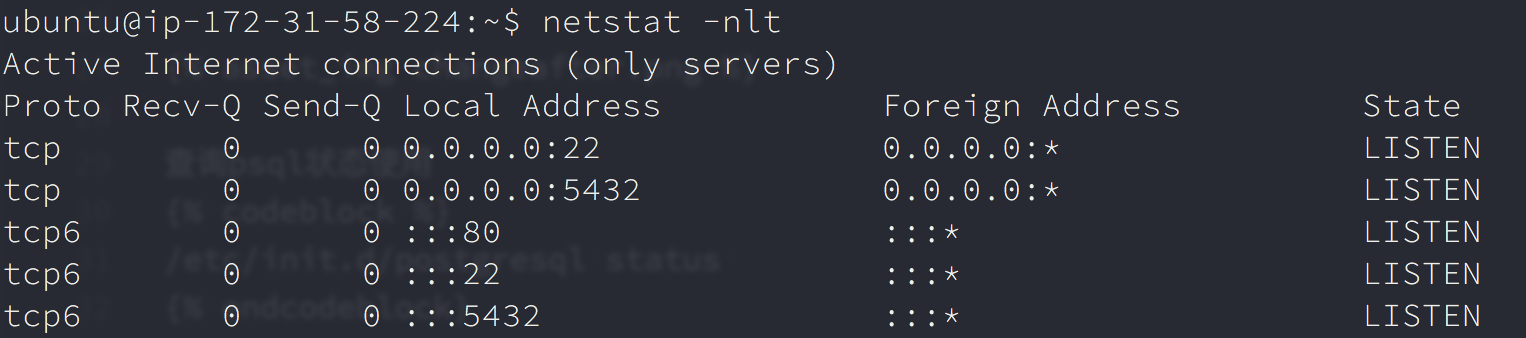 ubuntu@ip-172-31-58-224:~$ netstat -nlt
Active Internet connections (only servers)
Proto Recv-Q Send-Q Local Address Foreign Address State
tcp 0 0 0.0.0.0:22 0.0.0.0:* LISTEN
tcp 0 0 0.0.0.0:5432 0.0.0.0:* LISTEN
tcp6 0 0 :::80 :::* LISTEN
tcp6 0 0 :::22 :::* LISTEN
tcp6 0 0 :::5432 :::* LISTEN